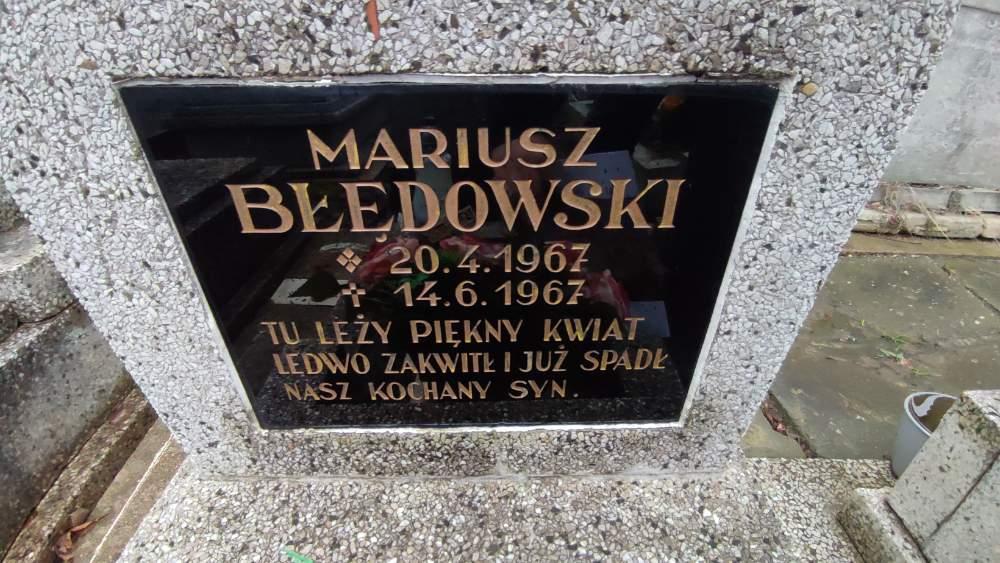 MARIUSZ
BŁĘDOWSKI
20.4.1967
✝ 14.6.1967
TU LEŻY PIĘKNY KWIAT
LEDWO ZAKWITŁ I JUŻ SPADŁ
NASZ KOCHANY SYN.